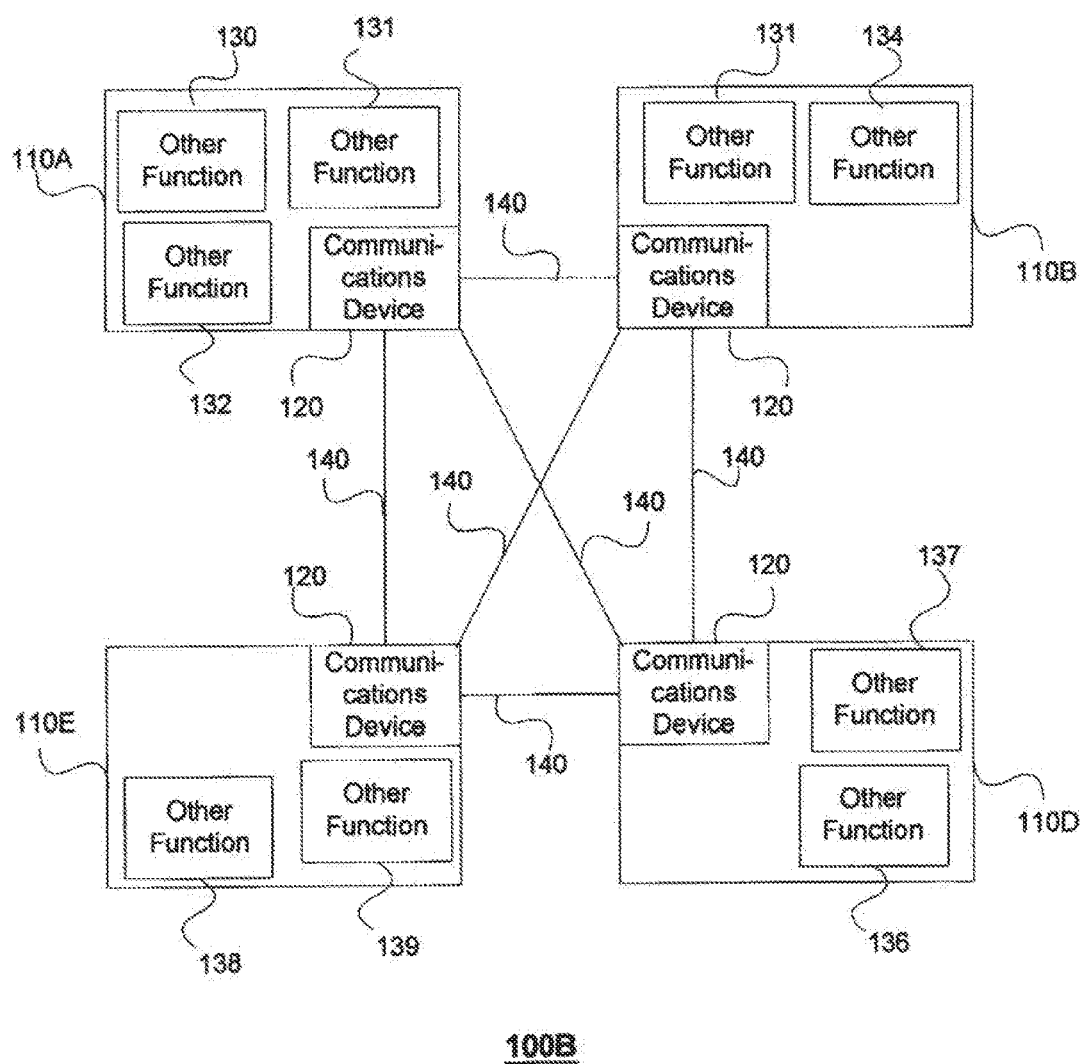 130
131
131
134
Other
Function
Other
Function
Other
Function
Other
Function
110A
140
Other
Function
Communi-
cations
Device
Communi-
cations
Device
110B
132
120
120
140
140
140
140
120
120
137
Communi-
cations
Device
Communi-
cations
Device
Other
Function
110E
140
Other
Function
Other
Function
Other
Function
110D
138
139
136
100B